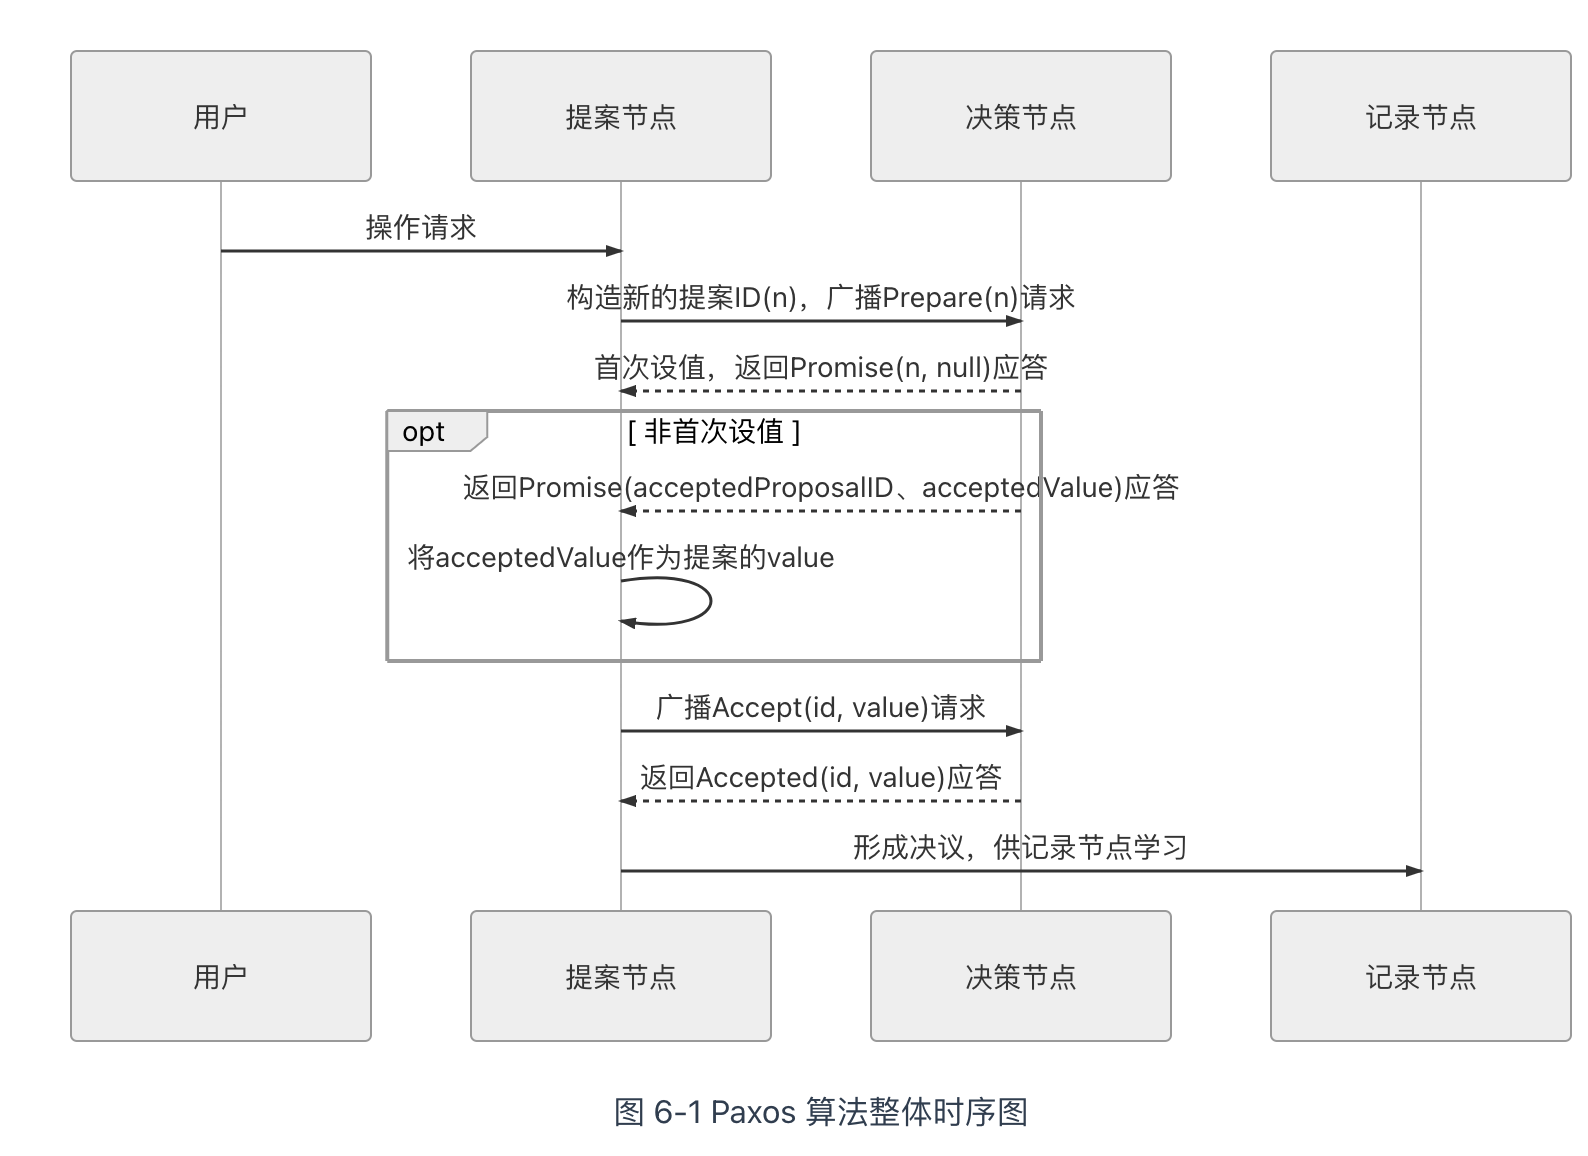 用户
提案节点
决策节点
记录节点
操作请求
构造新的提案ID(n)，广播Prepare(n)请求
首次设值，返回Promise(n, null)应答
opt
[ 非首次设值 ]
返回Promise(acceptedProposalID、acceptedValue)应答
将acceptedValue作为提案的value
广播Accept(id, value)请求
返回Accepted(id, value)应答
形成决议，供记录节点学习
用户
提案节点
决策节点
记录节点
图 6-1 Paxos 算法整体时序图